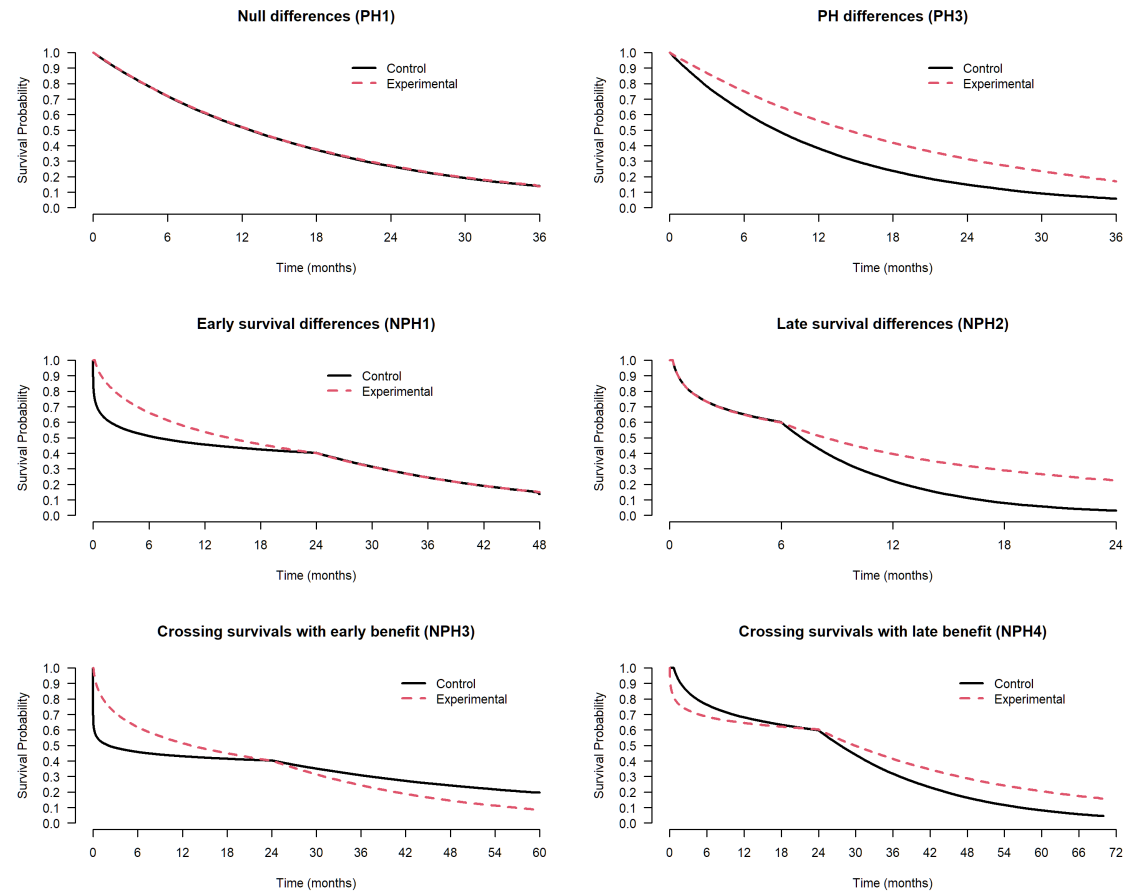 Null differences (PH1)
Survival Probability
1.0
0.9
0.8
0.7
0.6
0.5
0.4
0.3
0.2
0.1
0.0
Control
Experimental
0 6 12 18 24 30 36
Time (months)
PH differences (PH3)
Survival Probability
1.0
0.9
0.8
0.7
0.6
0.5
0.4
0.3
0.2
0.1
0.0
Control
Experimental
0 6 12 18 24 30 36
Time (months)
Early survival differences (NPH1)
Survival Probability
1.0
0.9
0.8
0.7
0.6
0.5
0.4
0.3
0.2
0.1
0.0
Control
Experimental
0 6 12 18 24 30 36 42 48
Time (months)
Late survival differences (NPH2)
Survival Probability
1.0
0.9
0.8
0.7
0.6
0.5
0.4
0.3
0.2
0.1
0.0
0 6 12 18 24
Time (months)
Crossing survivals with early benefit (NPH3)
Survival Probability
1.0
0.9
0.8
0.7
0.6
0.5
0.4
0.3
0.2
0.1
0.0
Control
Experimental
0 6 12 18 24 30 36 42 48 54 60
Time (months)
Crossing survivals with late benefit (NPH4)
Survival Probability
1.0
0.9
0.8
0.7
0.6
0.5
0.4
0.3
0.2
0.1
0.0
Control
Experimental
0 6 12 18 24 30 36 42 48 54 60 66 72
Time (months)